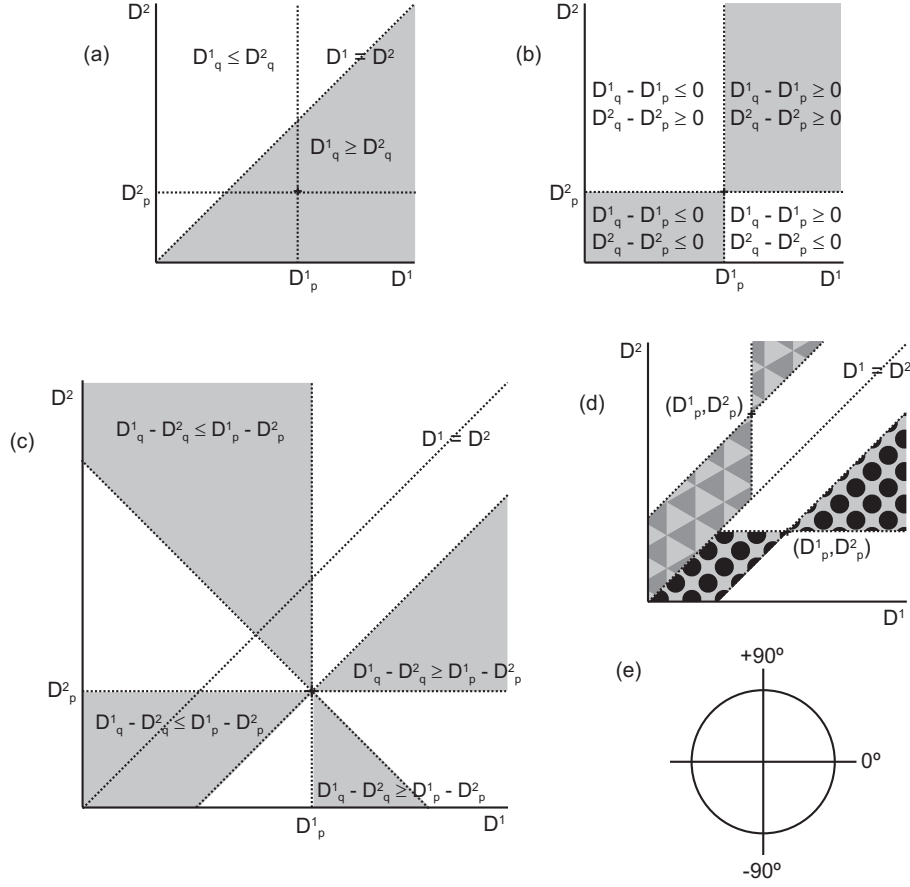 (a)
D²
D¹q ≤ D²q
D¹ = D²
D¹q ≥ D²q
D²p
D¹p
D¹
(b)
D²
D¹q - D¹p ≤ 0
D²q - D²p ≥ 0
D¹q - D¹p ≥ 0
D²q - D²p ≥ 0
D²p
D¹q - D¹p ≤ 0
D²q - D²p ≤ 0
D¹q - D¹p ≥ 0
D²q - D²p ≤ 0
D¹p
D¹
(c)
D²
D¹q - D²q ≤ D¹p - D²p
D¹ = D²
D¹q - D²q ≥ D¹p - D²p
D²p
D¹q - D²q ≤ D¹p - D²p
D¹q - D²q ≥ D¹p - D²p
D¹p
D¹
(d)
D²
D¹ = D²
(D¹p,D²p)
(D¹p,D²p)
D¹
(e)
+90º
0º
-90º